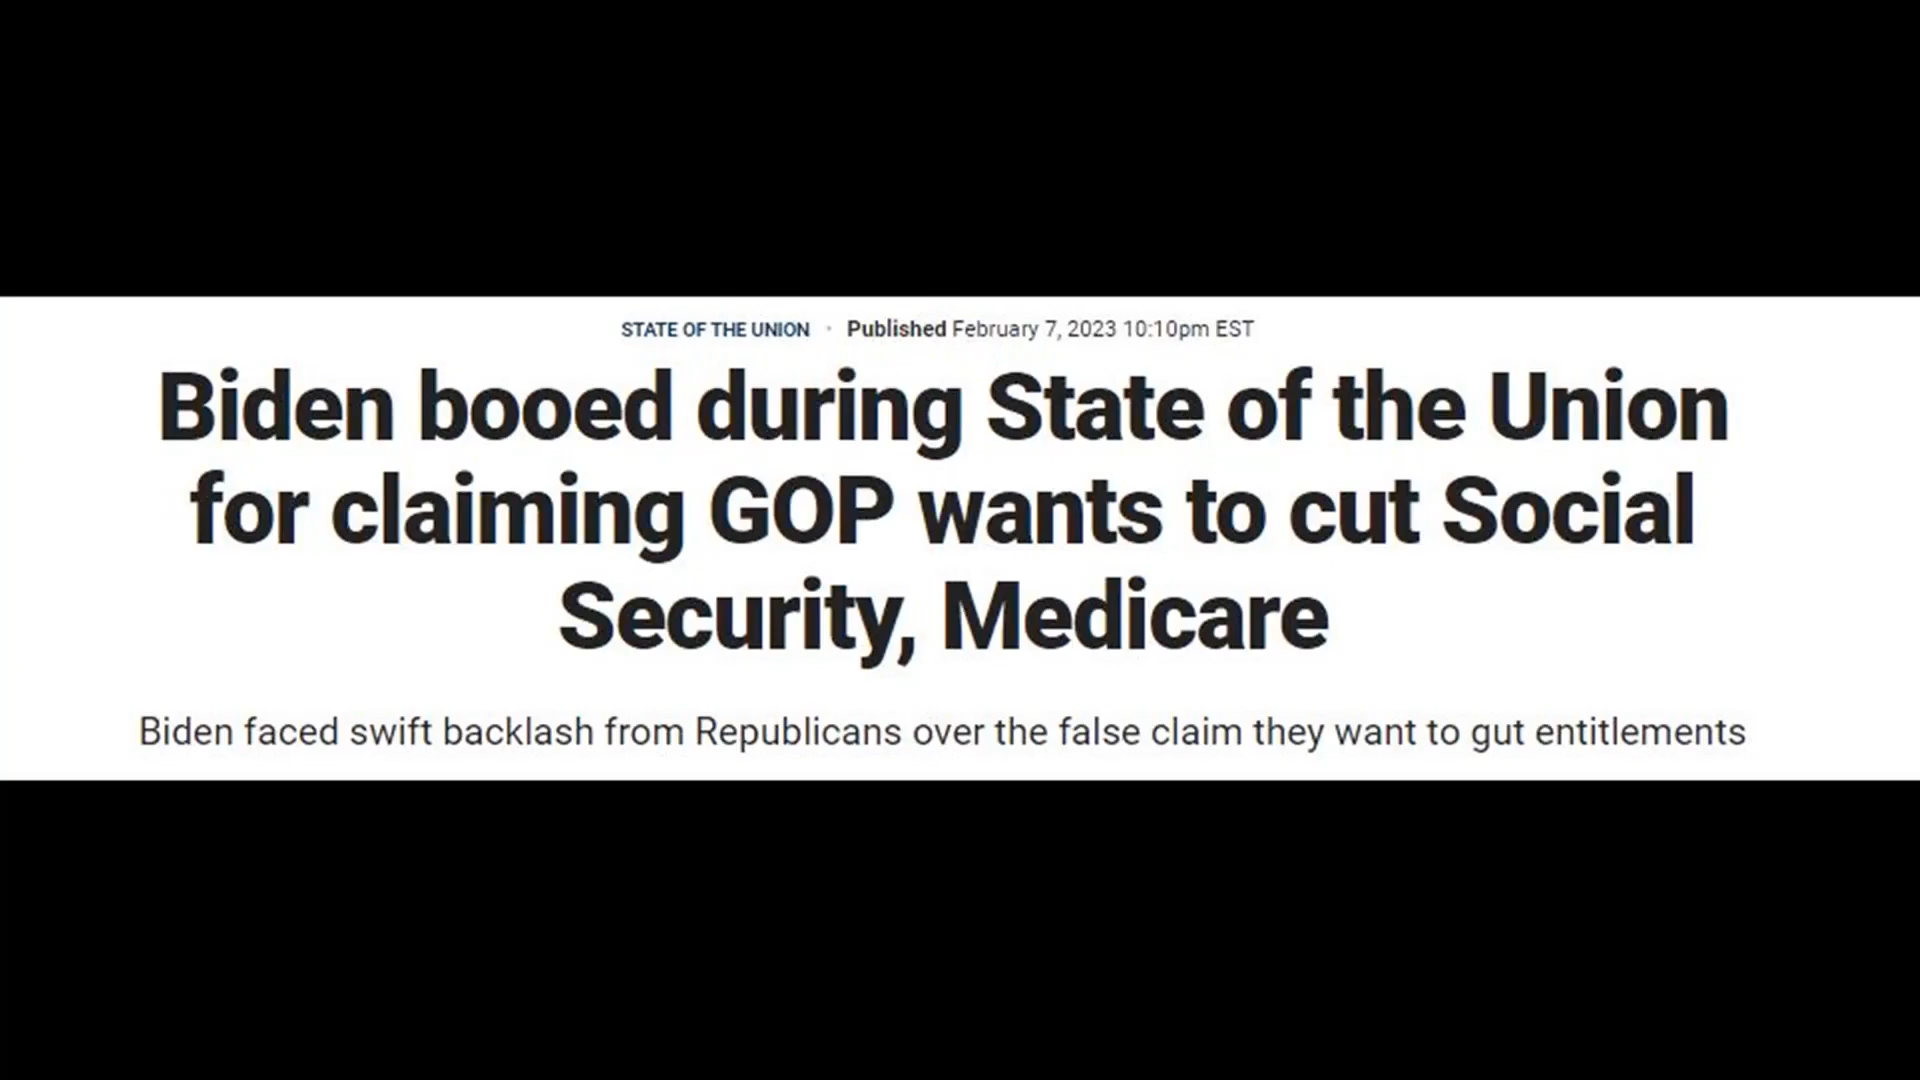 STATE OF THE UNION · Published February 7, 2023 10:10pm EST
Biden booed during State of the Union
for claiming GOP wants to cut Social
Security, Medicare
Biden faced swift backlash from Republicans over the false claim they want to gut entitlements